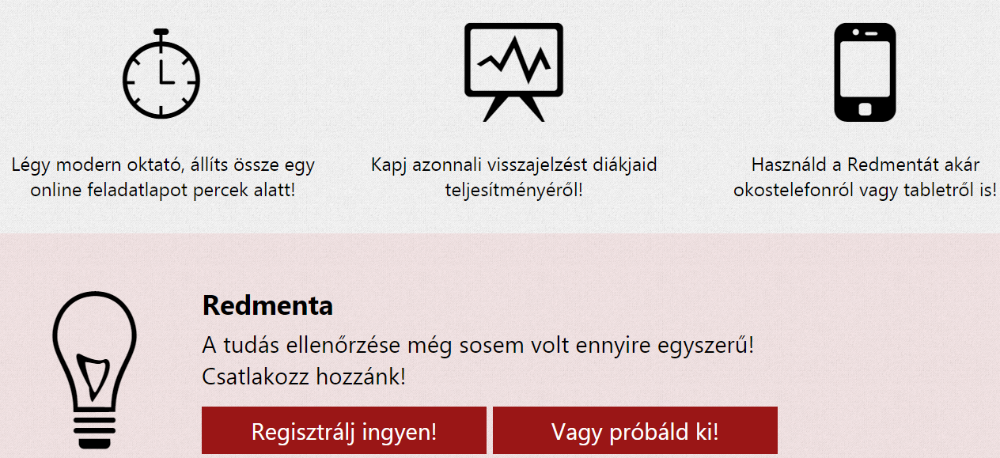 Légy modern oktató, állíts össze egy
online feladatlapot percek alatt!
Kapj azonnali visszajelzést diákjaid
teljesítményéről!
Használd a Redmentát akár
okostelefonról vagy tabletről is!
Redmenta
A tudás ellenőrzése még sosem volt ennyire egyszerű!
Csatlakozz hozzánk!
Regisztrálj ingyen!
Vagy próbáld ki!